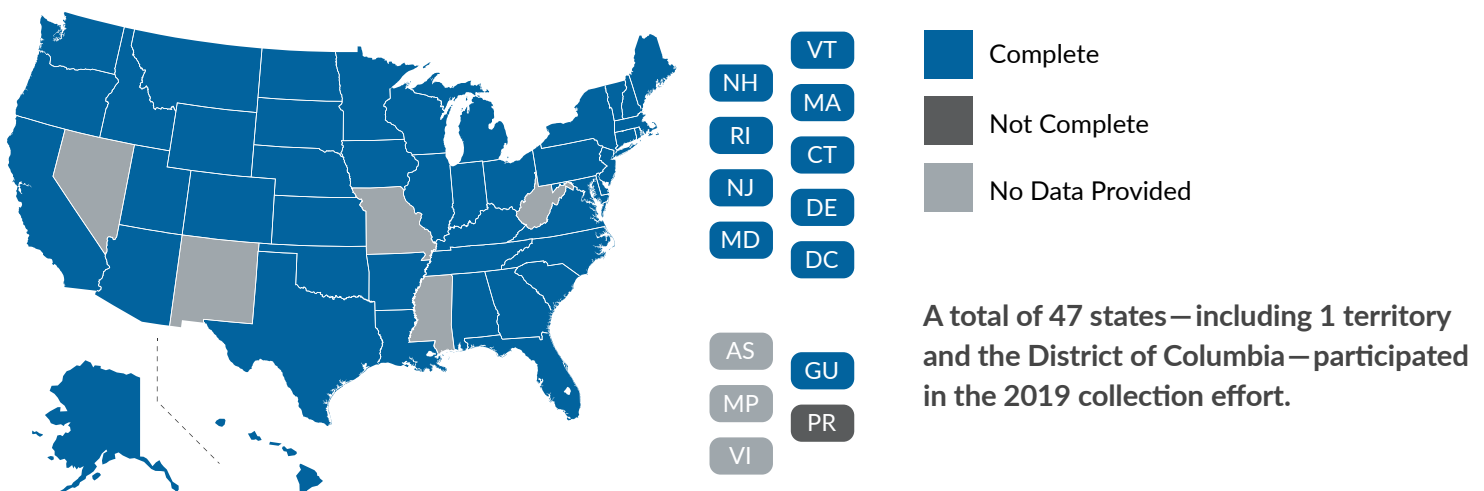 VT
NH
MA
RI
CT
NJ
DE
MD
DC
AS
GU
MP
PR
VI
Complete
Not Complete
No Data Provided
A total of 47 states—including 1 territory
and the District of Columbia—participated
in the 2019 collection effort.